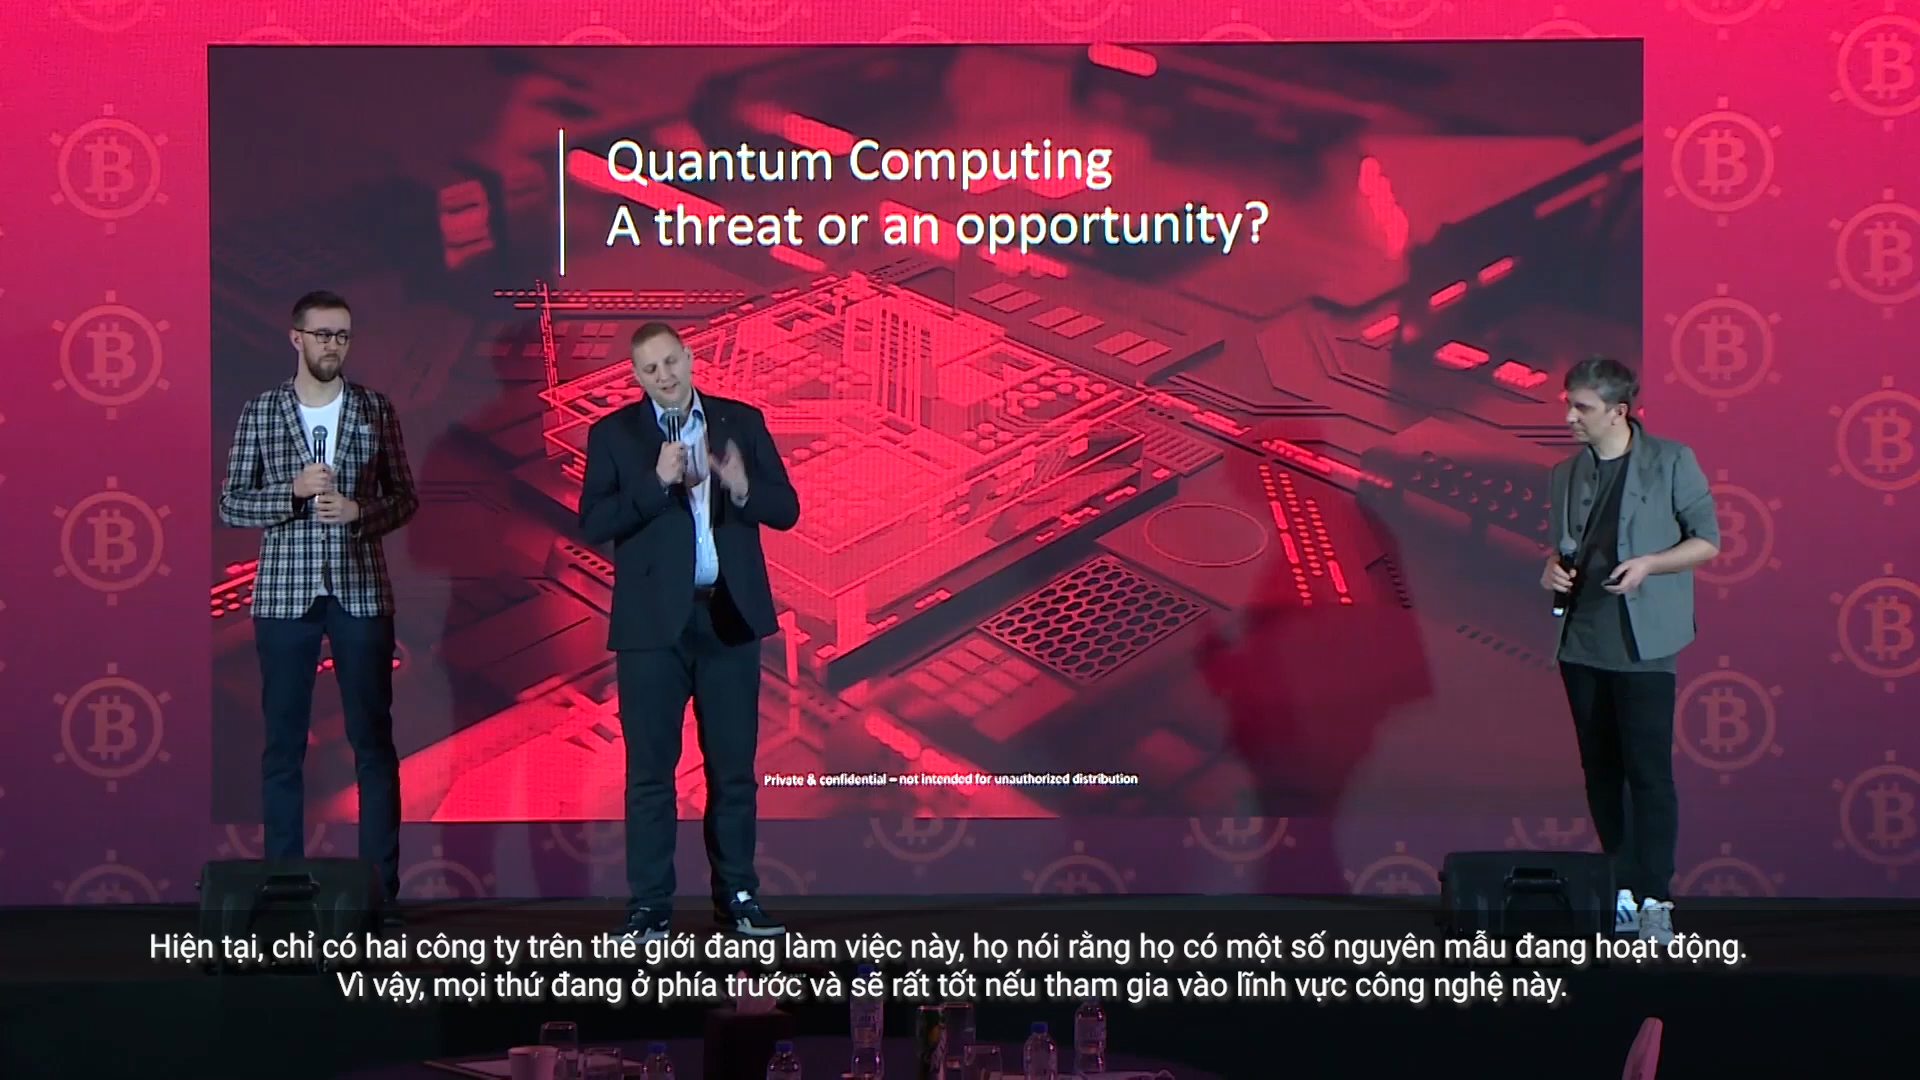 Quantum Computing
A threat or an opportunity?
Private & confidential – not intended for unauthorized distribution
Hiện tại, chỉ có hai công ty trên thế giới đang làm việc này, họ nói rằng họ có một số nguyên mẫu đang hoạt động.
Vì vậy, mọi thứ đang ở phía trước và sẽ rất tốt nếu tham gia vào lĩnh vực công nghệ này.